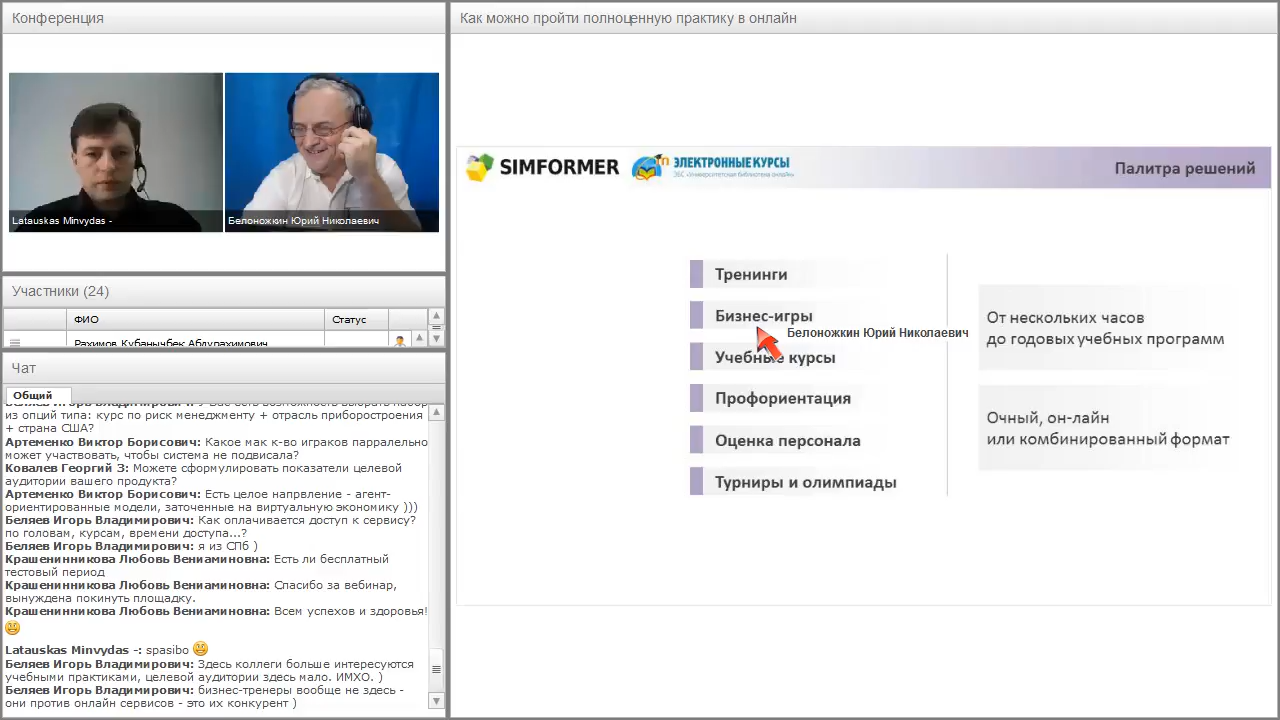 Конференция
Latauskas Minvydas -
Белоножкин Юрий Николаевич
Участники (24)
ФИО
Статус
Рахимов Кубанычбек Абдурахимович
Чат
Общий
из опций типа: курс по риск менеджменту + отрасль приборостроения
+ страна США?
Артеменко Виктор Борисович: Какое мак к-во играков парралельно
может участвовать, чтобы система не подвисала?
Ковалев Георгий З: Можете сформулировать показатели целевой
аудитории вашего продукта?
Артеменко Виктор Борисович: Есть целое напрвление - агент-
ориентированные модели, заточенные на виртуальную экономику )))
Беляев Игорь Владимирович: Как оплачивается доступ к сервису?
по головам, курсам, времени доступа...?
Беляев Игорь Владимирович: я из СПб )
Крашенинникова Любовь Вениаминовна: Есть ли бесплатный
тестовый период
Крашенинникова Любовь Вениаминовна: Спасибо за вебинар,
вынуждена покинуть площадку.
Крашенинникова Любовь Вениаминовна: Всем успехов и здоровья!
Latauskas Minvydas -: spasibo
Беляев Игорь Владимирович: Здесь коллеги больше интересуются
учебными практиками, целевой аудитории здесь мало. ИМХО. )
Беляев Игорь Владимирович: бизнес-тренеры вообще не здесь -
они против онлайн сервисов - это их конкурент )
Как можно пройти полноценную практику в онлайн
SIMFORMER
ЭЛЕКТРОННЫЕ КУРСЫ
ЭБС «Университетская библиотека онлайн»
Палитра решений
Тренинги
Бизнес-игры
Белоножкин Юрий Николаевич
Учебные курсы
Профориентация
Оценка персонала
Турниры и олимпиады
От нескольких часов
до годовых учебных программ
Очный, он-лайн
или комбинированный формат